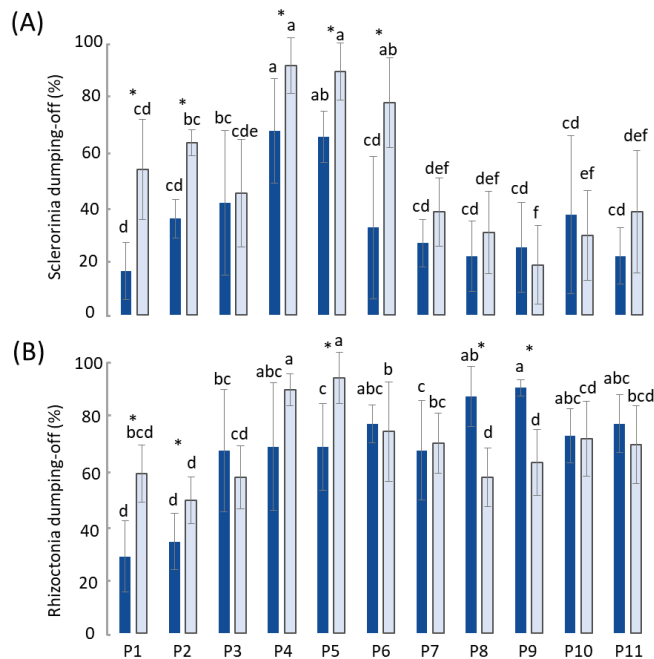 (A)
Sclerorinia dumping-off (%)
100
80
60
40
20
0
* * * * *
d cd cd bc bc cde a a ab a cd ab cd def cd def cd f cd ef cd def
(B)
Rhizoctonia dumping-off (%)
100
80
60
40
20
0
* * * * *
d bcd d d bc cd abc a c a abc b c bc ab d a d abc cd abc bcd
P1 P2 P3 P4 P5 P6 P7 P8 P9 P10 P11